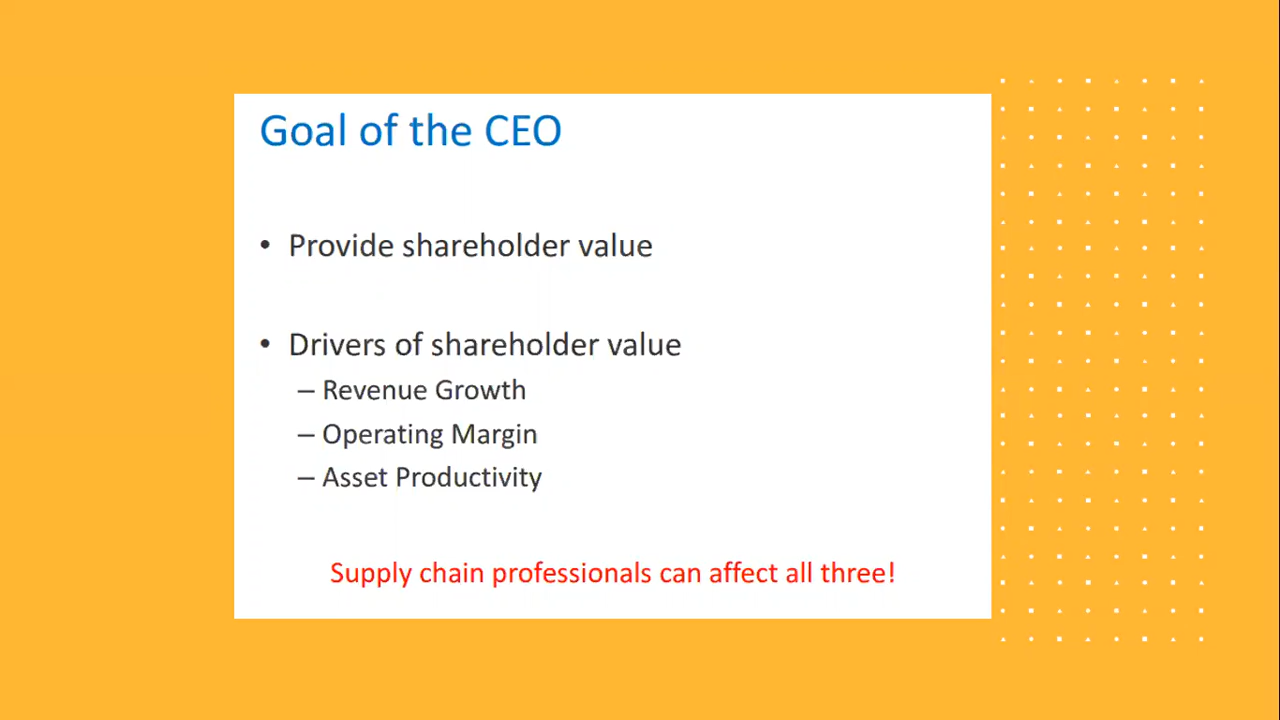 Goal of the CEO
• Provide shareholder value
• Drivers of shareholder value
– Revenue Growth
– Operating Margin
– Asset Productivity
Supply chain professionals can affect all three!